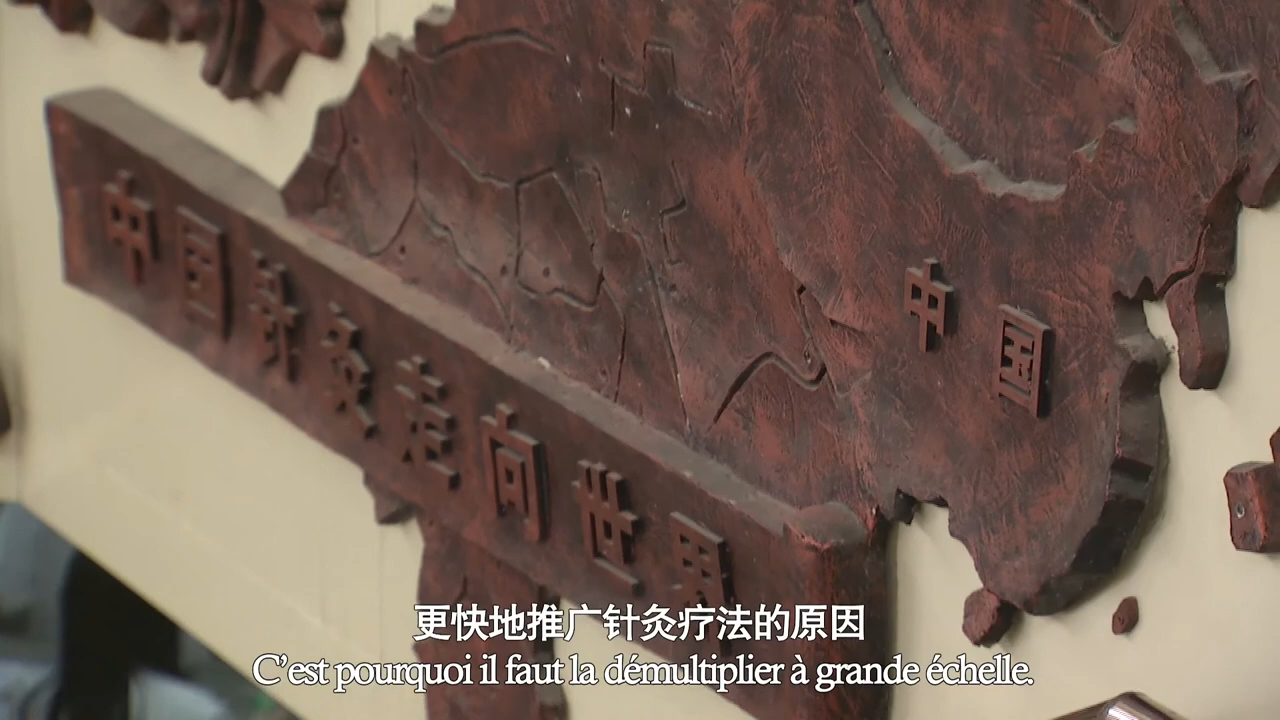 中国针灸走向世界
中国
更快地推广针灸疗法的原因
C'est pourquoi il faut la démultiplier à grande échelle.